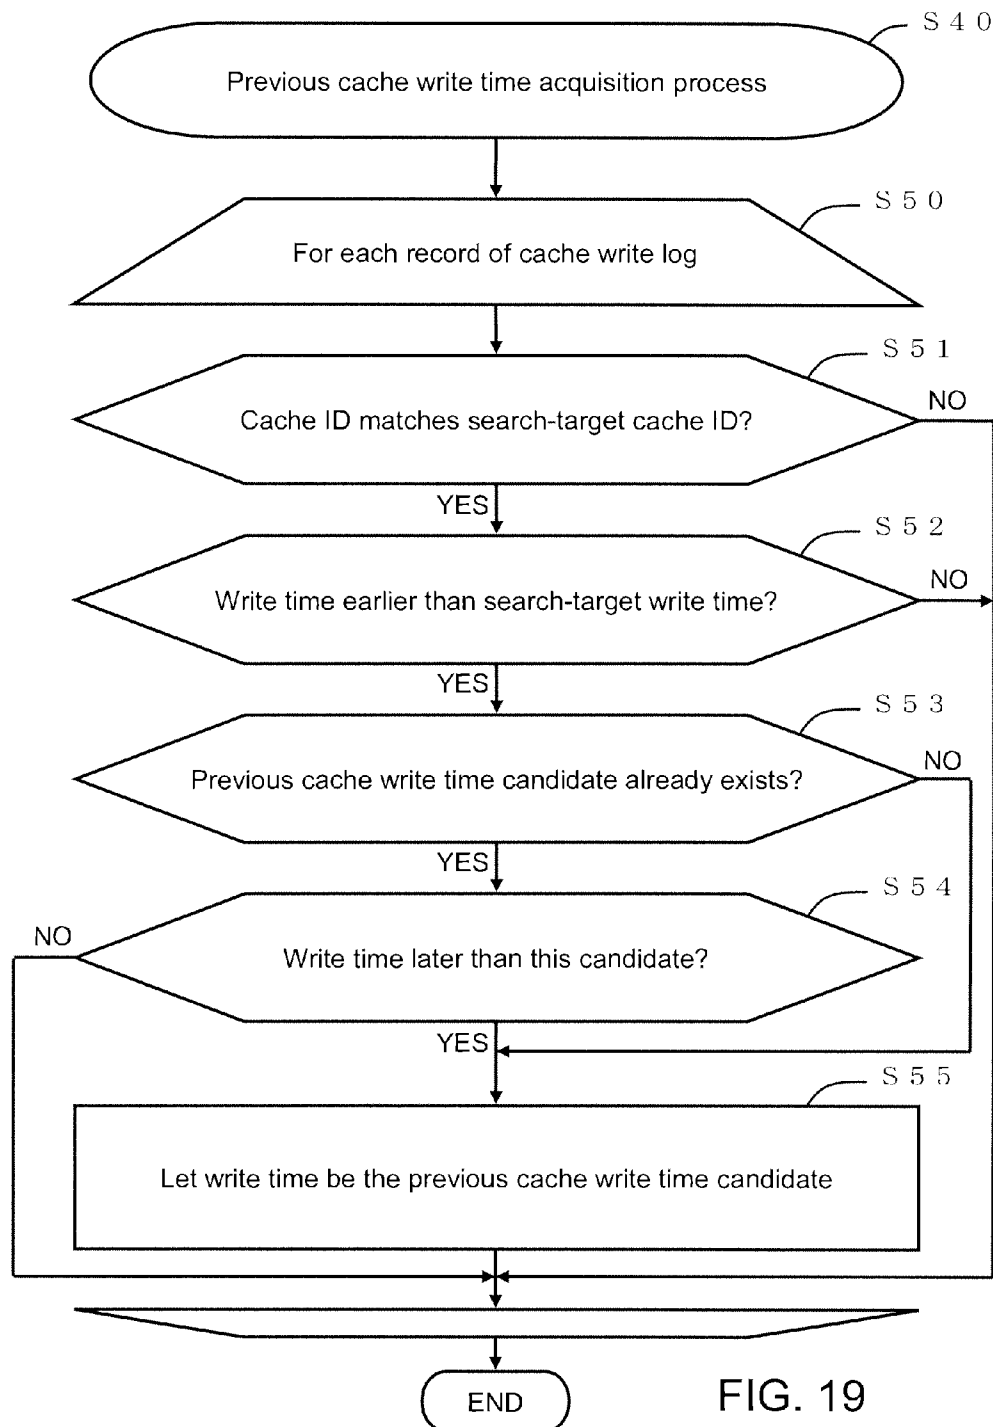 S40
Previous cache write time acquisition process
S50
For each record of cache write log
S51
Cache ID matches search-target cache ID?
NO
YES
S52
Write time earlier than search-target write time?
NO
YES
S53
Previous cache write time candidate already exists?
NO
YES
S54
NO
Write time later than this candidate?
YES
S55
Let write time be the previous cache write time candidate
END
FIG. 19